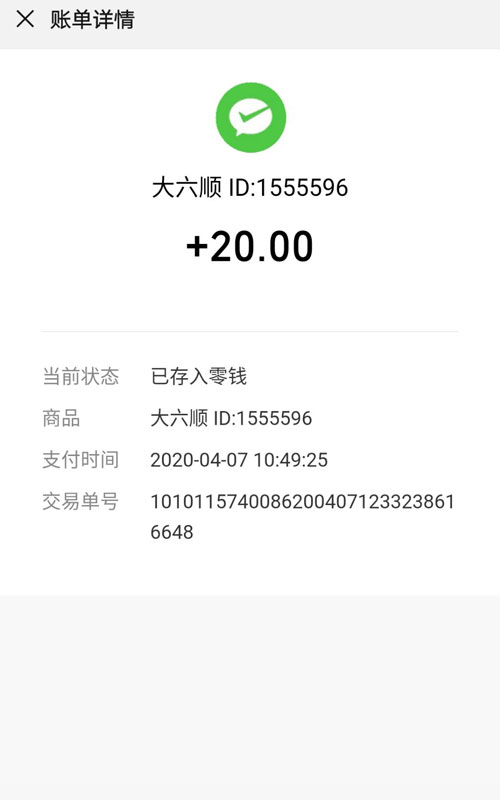 账单详情
大六顺 ID:1555596
+20.00
当前状态 已存入零钱
商品 大六顺 ID:1555596
支付时间 2020-04-07 10:49:25
交易单号 1010115740086200407123323861
6648